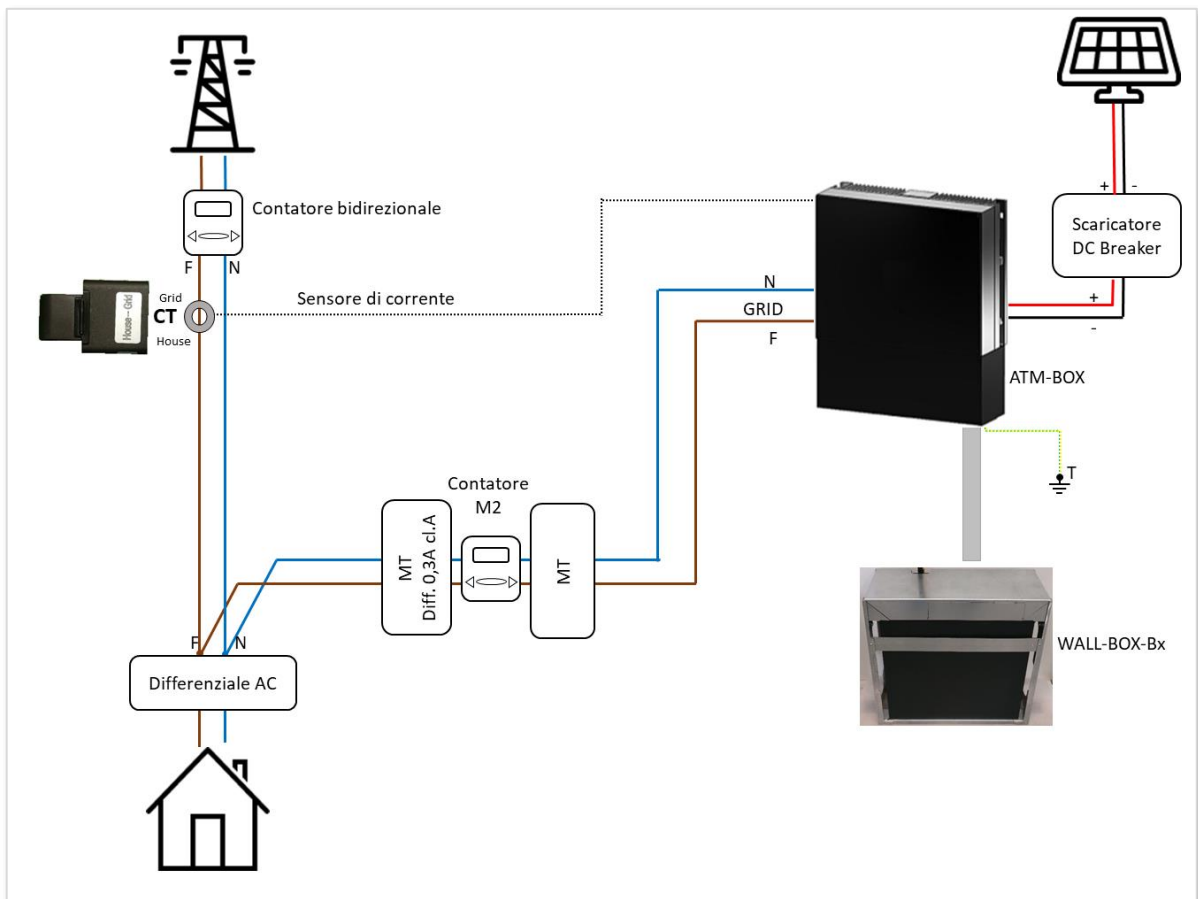 + -
Scaricatore
DC Breaker
Contatore bidirezionale
F N
Grid
CT
House
House -- Grid
Sensore di corrente
N
GRID
F
+
-
ATM-BOX
T
Contatore
M2
MT
Diff. 0,3A cl.A
MT
F N
Differenziale AC
WALL-BOX-Bx